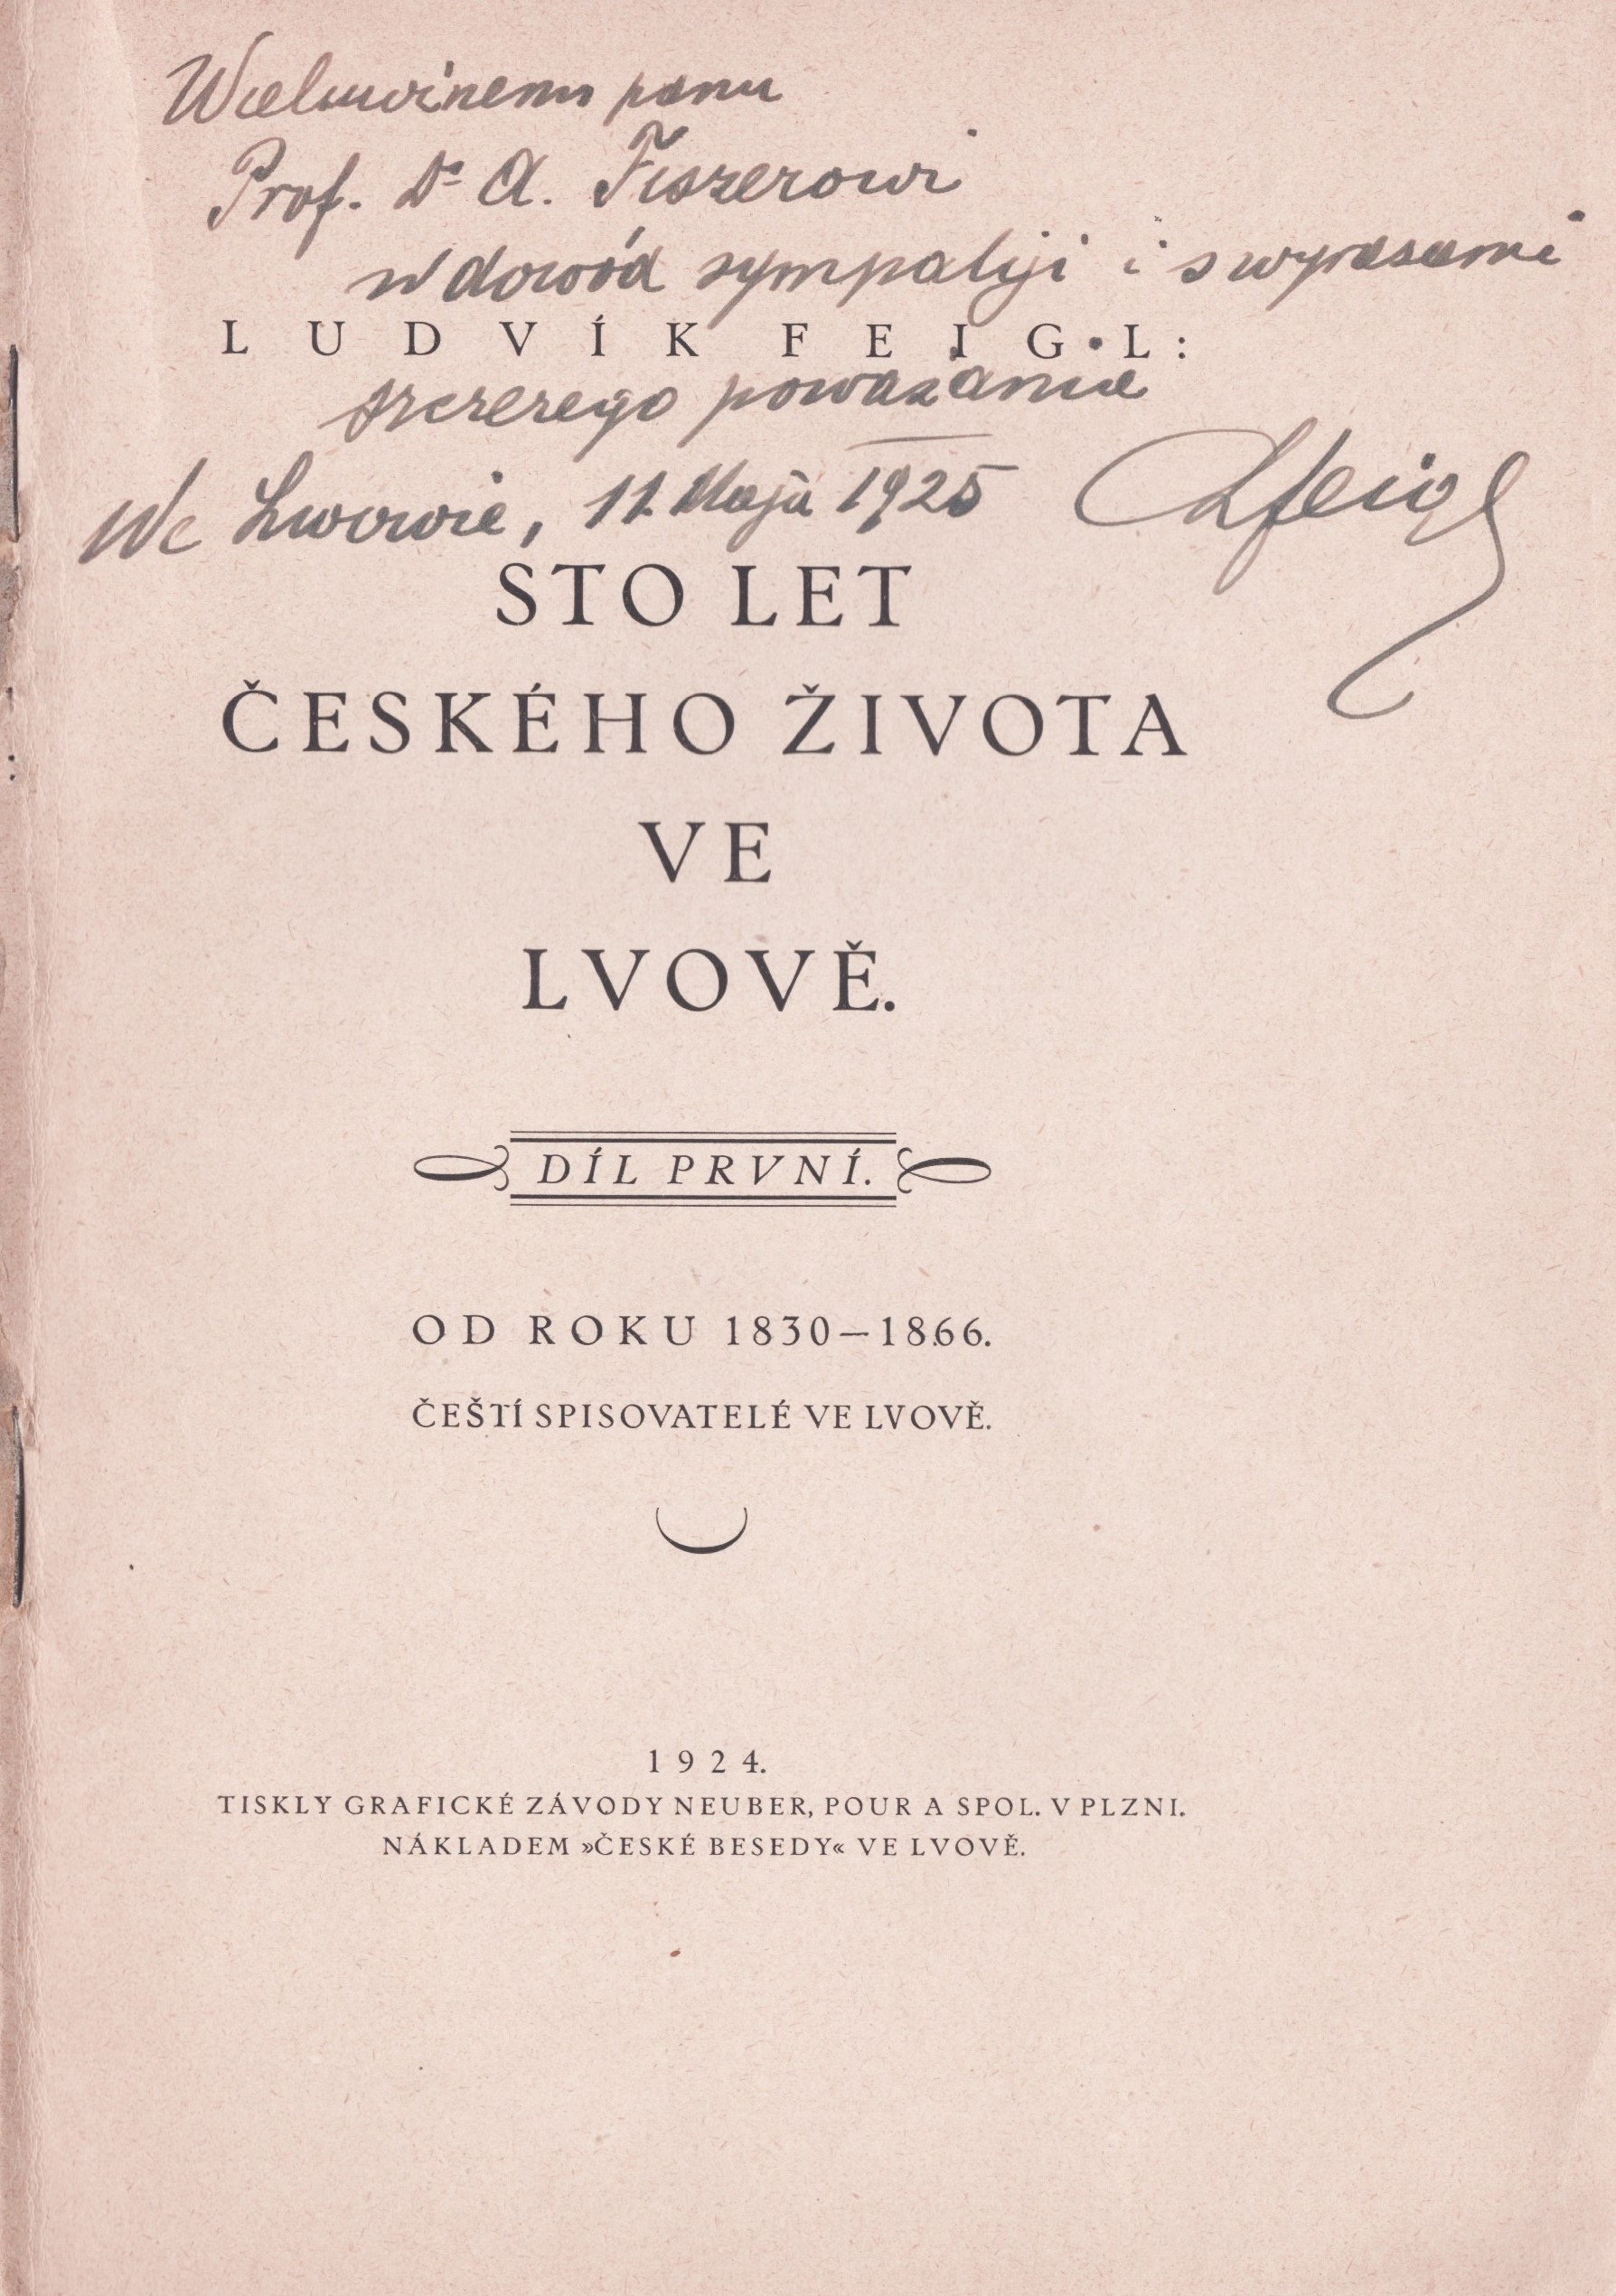 Wielmożnemu panu
Prof. Dr A. Fiszerowi
w dowód sympatji i s wyrasami
LUDVÍK FEIGL:
szczerego poważania
We Lwowie, 11. Maja 1925 LFeigl
STO LET
ČESKÉHO ŽIVOTA
VE
LVOVĚ.
DÍL PRVNÍ.
OD ROKU 1830—1866.
ČEŠTÍ SPISOVATELÉ VE LVOVĚ.
1924.
TISKLY GRAFICKÉ ZÁVODY NEUBER, POUR A SPOL. V PLZNI.
NÁKLADEM »ČESKÉ BESEDY« VE LVOVĚ.